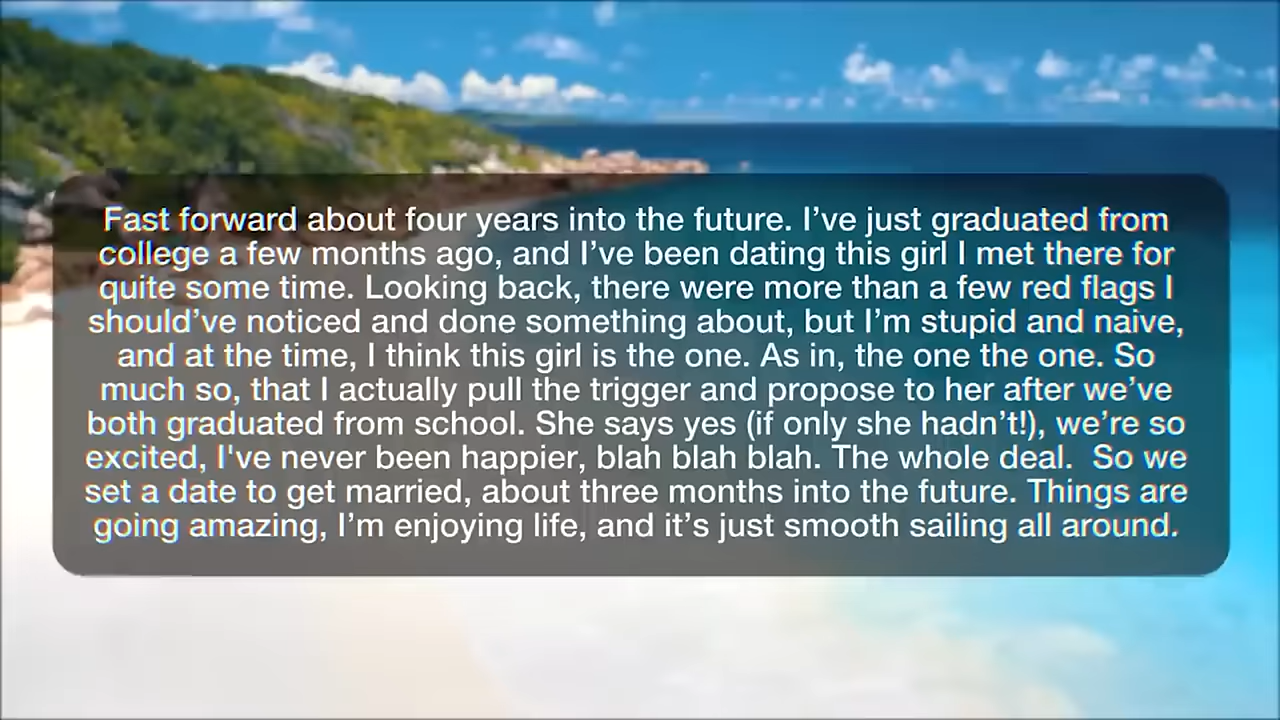 Fast forward about four years into the future. I’ve just graduated from
college a few months ago, and I’ve been dating this girl I met there for
quite some time. Looking back, there were more than a few red flags I
should’ve noticed and done something about, but I’m stupid and naive,
and at the time, I think this girl is the one. As in, the one the one. So
much so, that I actually pull the trigger and propose to her after we’ve
both graduated from school. She says yes (if only she hadn’t!), we’re so
excited, I've never been happier, blah blah blah. The whole deal.  So we
set a date to get married, about three months into the future. Things are
going amazing, I’m enjoying life, and it’s just smooth sailing all around.